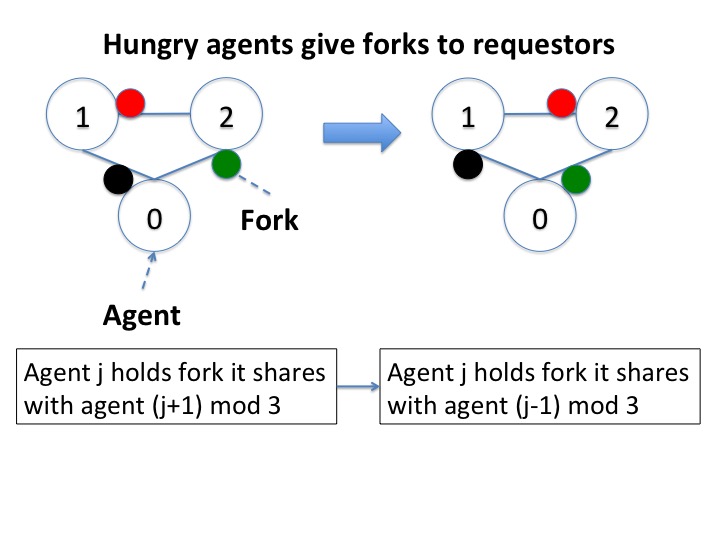 Hungry agents give forks to requestors
1
2
1
2
0
Fork
0
Agent
Agent j holds fork it shares
with agent (j+1) mod 3
Agent j holds fork it shares
with agent (j-1) mod 3